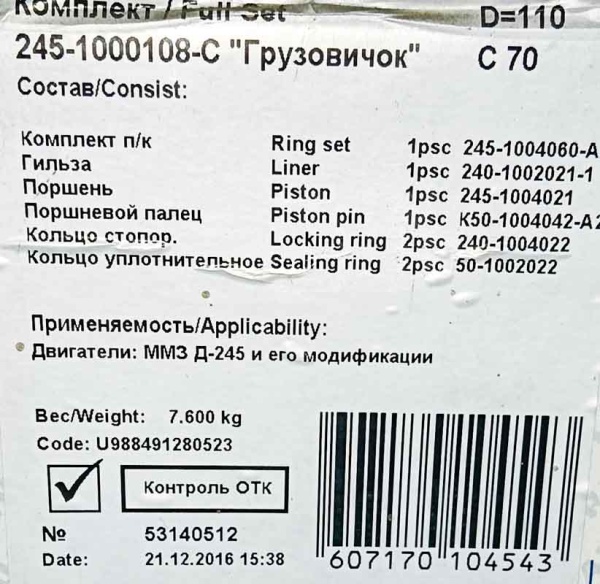 Комплект / Full Set D=110
245-1000108-С "Грузовичок" С 70
Состав/Consist:
Комплект п/к Ring set 1psc 245-1004060-А
Гильза Liner 1psc 240-1002021-1
Поршень Piston 1psc 245-1004021
Поршневой палец Piston pin 1psc К50-1004042-А2
Кольцо стопор. Locking ring 2psc 240-1004022
Кольцо уплотнительное Sealing ring 2psc 50-1002022
Применяемость/Applicability:
Двигатели: ММЗ Д-245 и его модификации
Вес/Weight: 7.600 kg
Code: U988491280523
Контроль ОТК
№ 53140512
Date: 21.12.2016 15:38
607170 104543